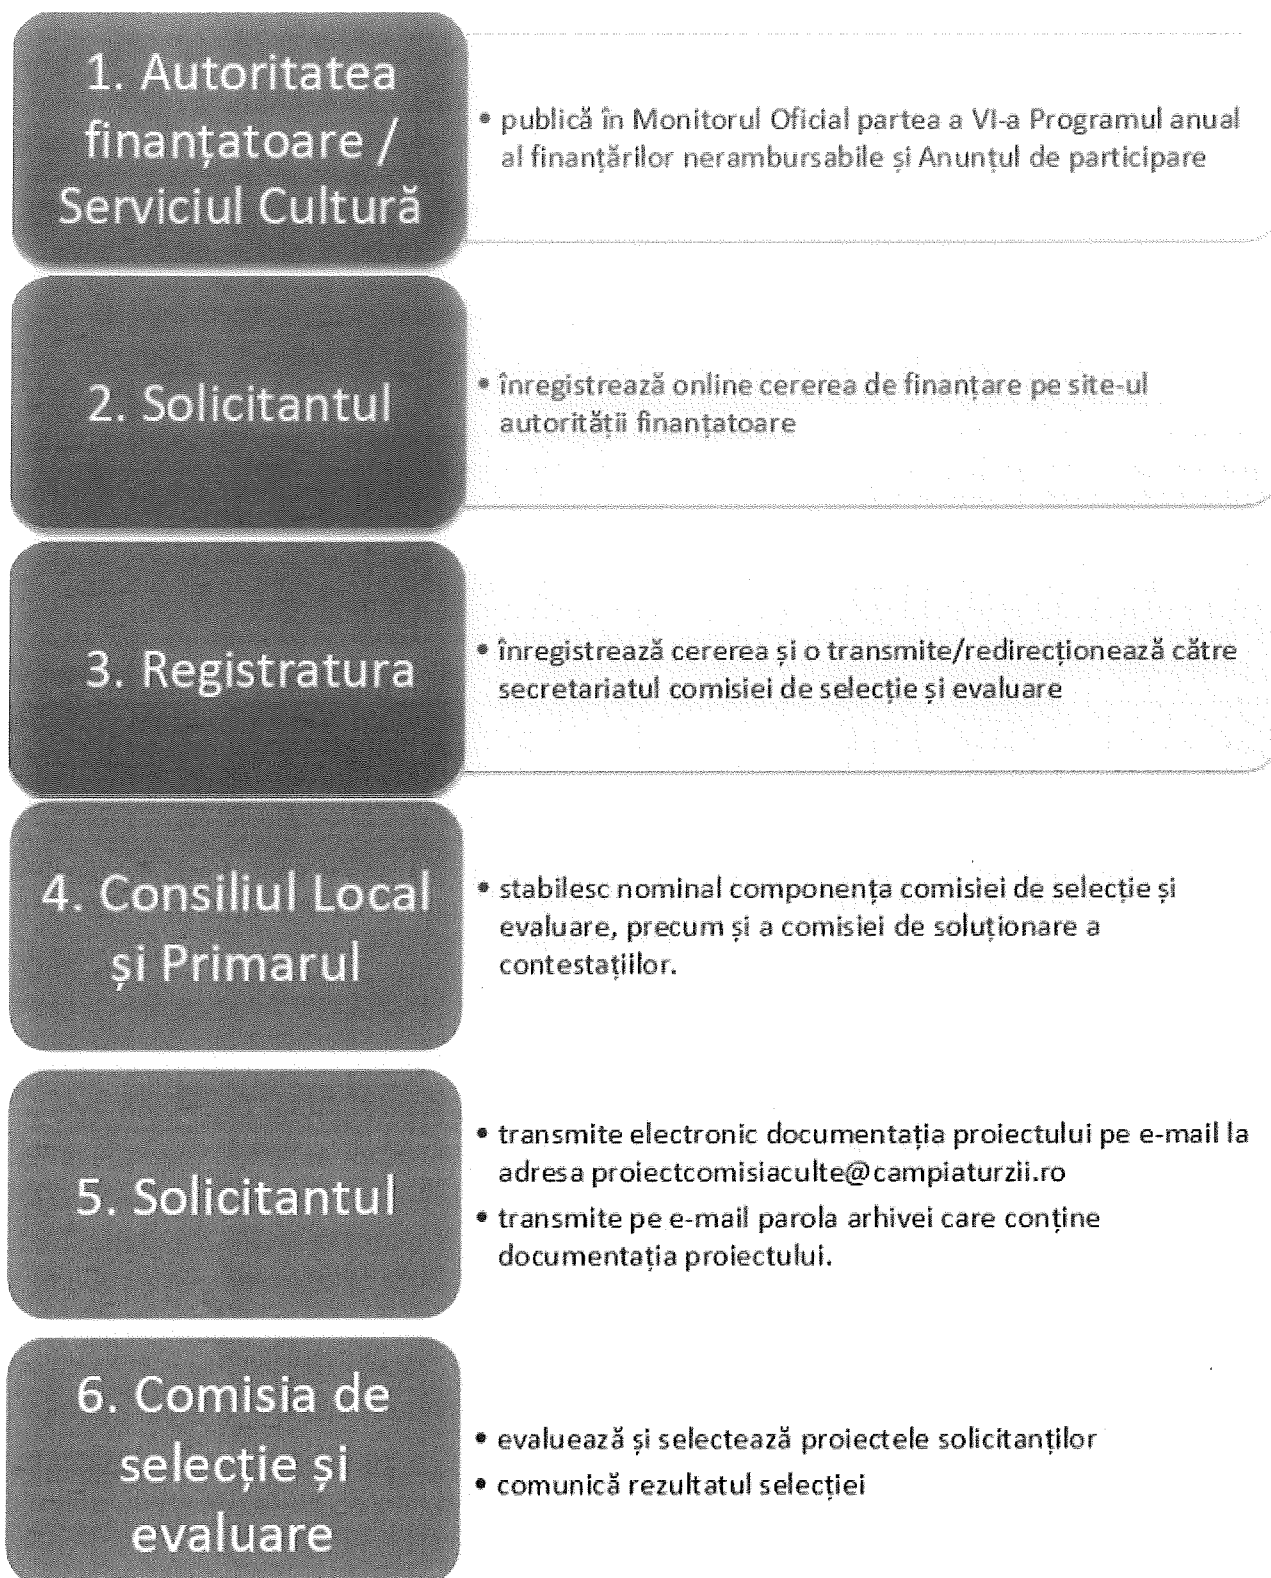 1. Autoritatea
finanțatoare /
Serviciul Cultură
• publică în Monitorul Oficial partea a VI-a Programul anual
al finanțărilor nerambursabile și Anunțul de participare
2. Solicitantul
• înregistrează online cererea de finanțare pe site-ul
autorității finanțatoare
3. Registratura
• înregistrează cererea și o transmite/redirecționează către
secretariatul comisiei de selecție și evaluare
4. Consiliul Local
și Primarul
• stabilesc nominal componența comisiei de selecție și
evaluare, precum și a comisiei de soluționare a
contestațiilor.
5. Solicitantul
• transmite electronic documentația proiectului pe e-mail la
adresa proiectcomisiaculte@campiaturzii.ro
• transmite pe e-mail parola arhivei care conține
documentația proiectului.
6. Comisia de
selecție și
evaluare
• evaluează și selectează proiectele solicitanților
• comunică rezultatul selecției